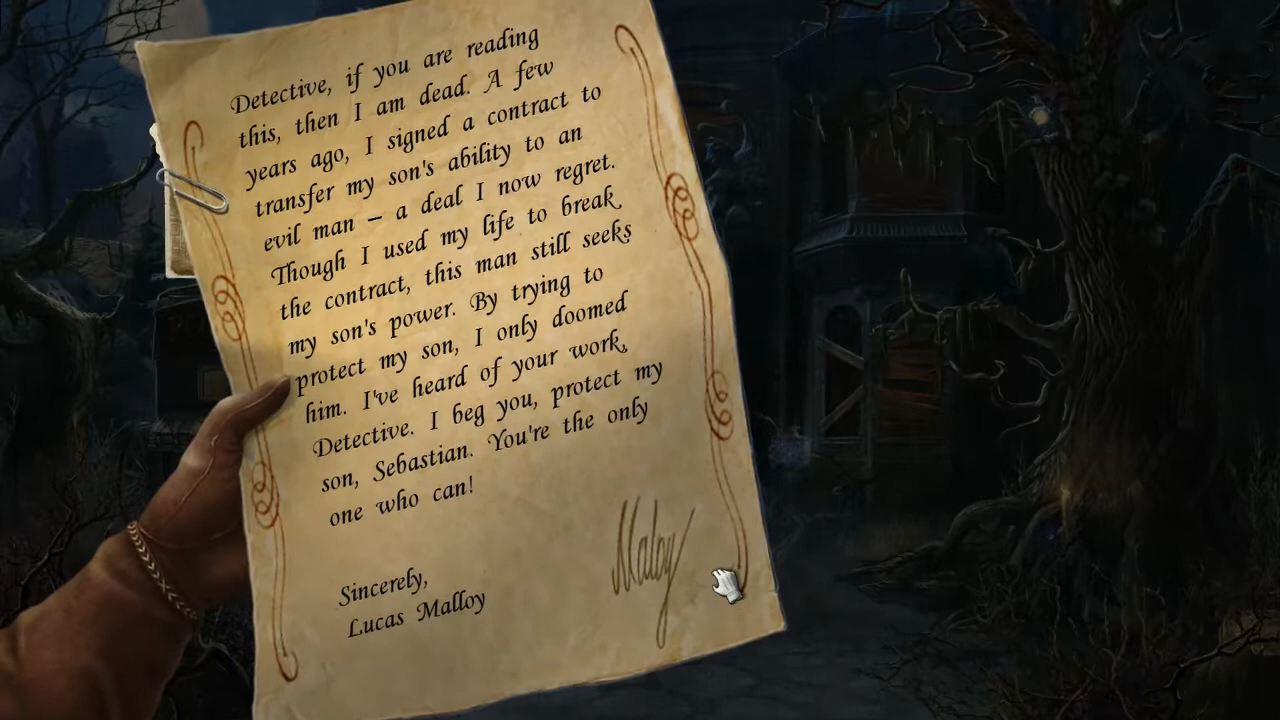 Detective, if you are reading
this, then I am dead. A few
years ago, I signed a contract to
transfer my son's ability to an
evil man – a deal I now regret.
Though I used my life to break
the contract, this man still seeks
my son's power. By trying to
protect my son, I only doomed
him. I've heard of your work,
Detective. I beg you, protect my
son, Sebastian. You're the only
one who can!
Sincerely,
Lucas Malloy
Maloy